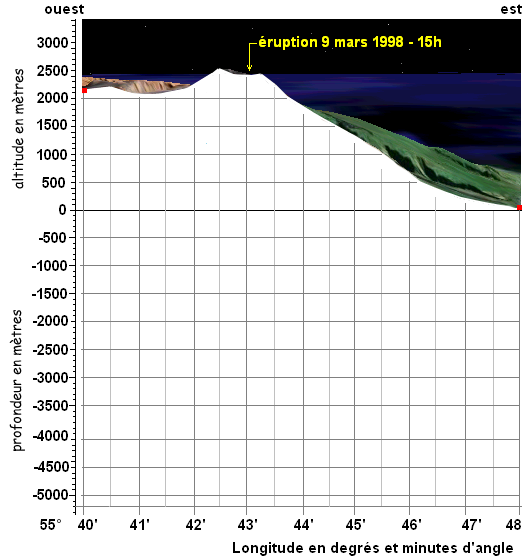 ouest
est
éruption 9 mars 1998 - 15h
altitude en mètres
3000
2500
2000
1500
1000
500
0
-500
-1000
-1500
-2000
-2500
-3000
-3500
-4000
-4500
-5000
profondeur en mètres
55° 40' 41' 42' 43' 44' 45' 46' 47' 48
Longitude en degrés et minutes d'angle